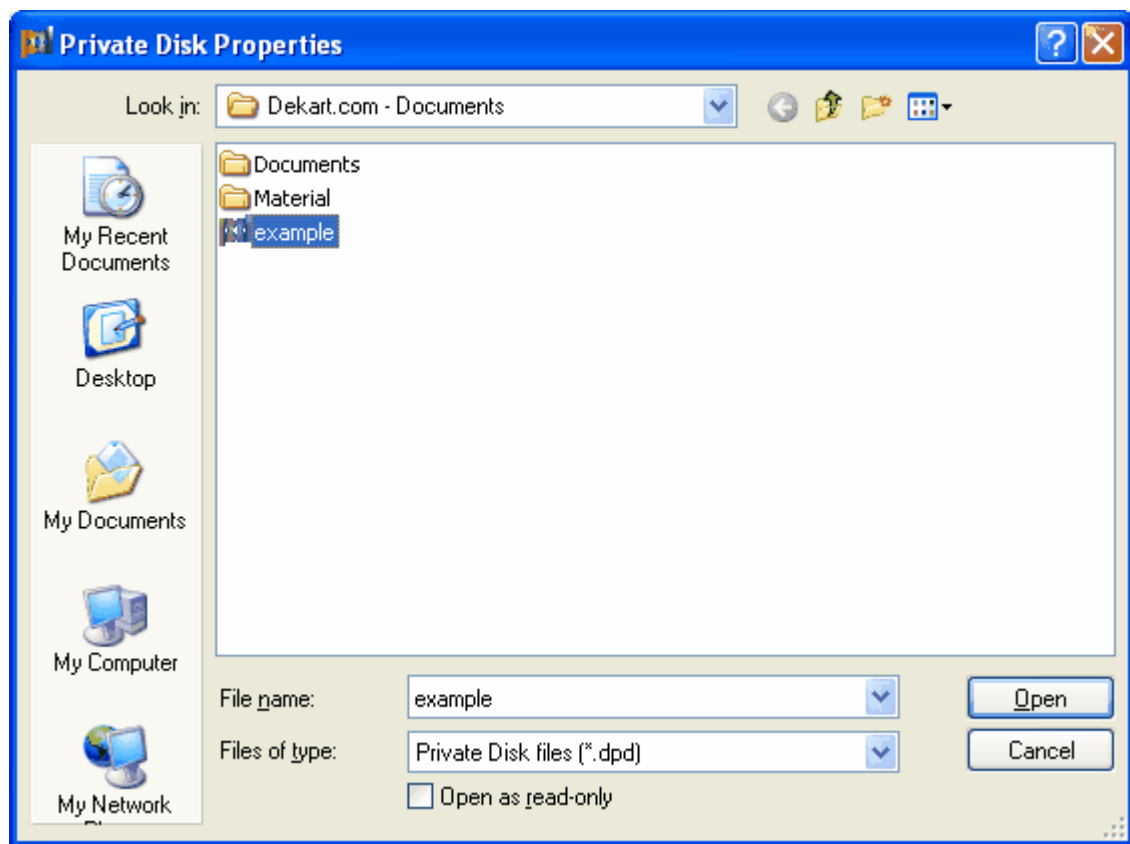 Private Disk Properties
Look in:
Dekart.com - Documents
Documents
Material
example
My Recent
Documents
Desktop
My Documents
My Computer
My Network
File name:
example
Open
Files of type:
Private Disk files (*.dpd)
Cancel
Open as read-only